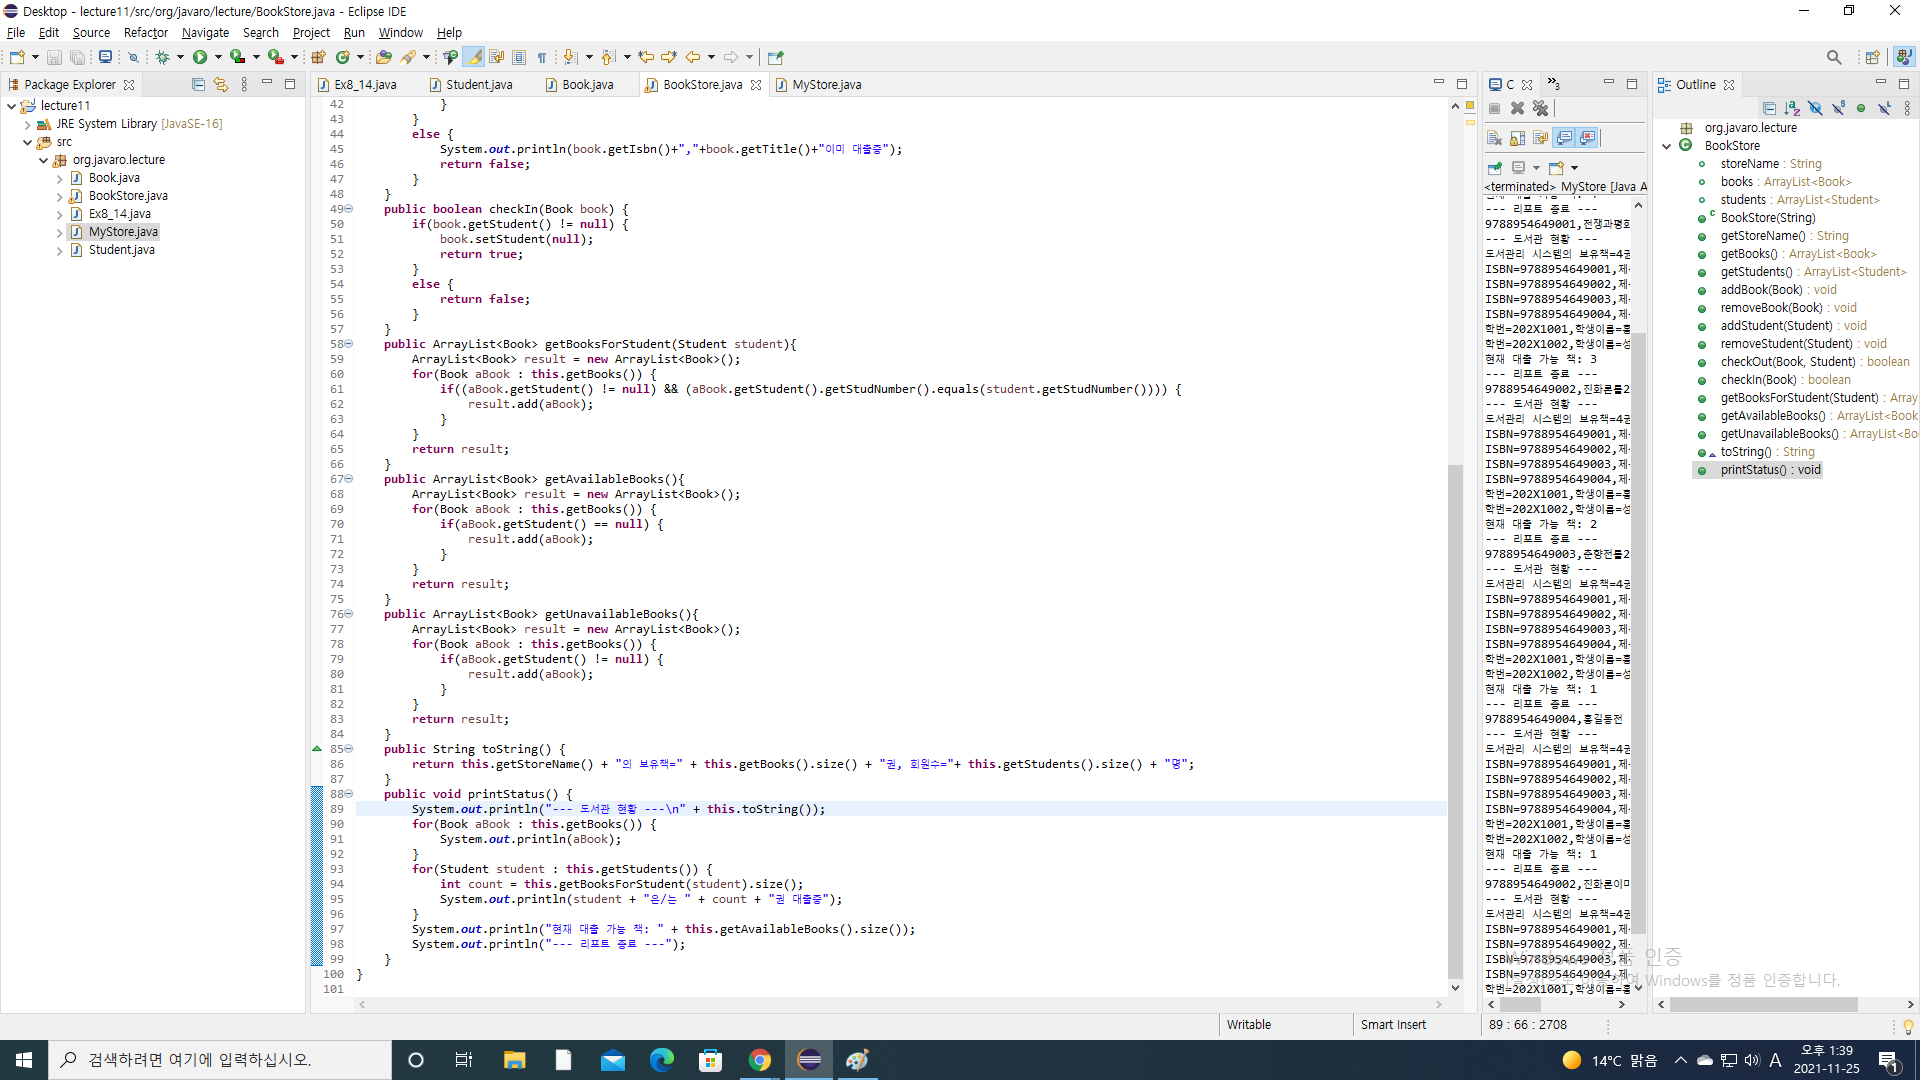 Desktop - lecture11/src/org/javaro/lecture/BookStore.java - Eclipse IDE
File Edit Source Refactor Navigate Search Project Run Window Help
Package Explorer
lecture11
JRE System Library [JavaSE-16]
src
org.javaro.lecture
Book.java
BookStore.java
Ex8_14.java
MyStore.java
Student.java
Ex8_14.java Student.java Book.java BookStore.java MyStore.java
42 }
43 }
44 else {
45 System.out.println(book.getIsbn()+","+book.getTitle()+"이미 대출중");
46 return false;
47 }
48 }
49 public boolean checkIn(Book book) {
50 if(book.getStudent() != null) {
51 book.setStudent(null);
52 return true;
53 }
54 else {
55 return false;
56 }
57 }
58 public ArrayList<Book> getBooksForStudent(Student student){
59 ArrayList<Book> result = new ArrayList<Book>();
60 for(Book aBook : this.getBooks()) {
61 if((aBook.getStudent() != null) && (aBook.getStudent().getStudNumber().equals(student.getStudNumber()))) {
62 result.add(aBook);
63 }
64 }
65 return result;
66 }
67 public ArrayList<Book> getAvailableBooks(){
68 ArrayList<Book> result = new ArrayList<Book>();
69 for(Book aBook : this.getBooks()) {
70 if(aBook.getStudent() == null) {
71 result.add(aBook);
72 }
73 }
74 return result;
75 }
76 public ArrayList<Book> getUnavailableBooks(){
77 ArrayList<Book> result = new ArrayList<Book>();
78 for(Book aBook : this.getBooks()) {
79 if(aBook.getStudent() != null) {
80 result.add(aBook);
81 }
82 }
83 return result;
84 }
85 public String toString() {
86 return this.getStoreName() + "의 보유책=" + this.getBooks().size() + "권, 회원수="+ this.getStudents().size() + "명";
87 }
88 public void printStatus() {
89 System.out.println("--- 도서관 현황 ---\n" + this.toString());
90 for(Book aBook : this.getBooks()) {
91 System.out.println(aBook);
92 }
93 for(Student student : this.getStudents()) {
94 int count = this.getBooksForStudent(student).size();
95 System.out.println(student + "은/는 " + count + "권 대출중");
96 }
97 System.out.println("현재 대출 가능 책: " + this.getAvailableBooks().size());
98 System.out.println("--- 리포트 종료 ---");
99 }
100 }
101
C
3
<terminated> MyStore [Java A
--- 리포트 종료 ---
9788954649001,전쟁과평화
--- 도서관 현황 ---
도서관리 시스템의 보유책=4권
ISBN=9788954649001,제
ISBN=9788954649002,제
ISBN=9788954649003,제
ISBN=9788954649004,제
학번=202X1001,학생이름=홍
학번=202X1002,학생이름=성
현재 대출 가능 책: 3
--- 리포트 종료 ---
9788954649002,진화론를2
--- 도서관 현황 ---
도서관리 시스템의 보유책=4권
ISBN=9788954649001,제
ISBN=9788954649002,제
ISBN=9788954649003,제
ISBN=9788954649004,제
학번=202X1001,학생이름=홍
학번=202X1002,학생이름=성
현재 대출 가능 책: 2
--- 리포트 종료 ---
9788954649003,춘향전를2
--- 도서관 현황 ---
도서관리 시스템의 보유책=4권
ISBN=9788954649001,제
ISBN=9788954649002,제
ISBN=9788954649003,제
ISBN=9788954649004,제
학번=202X1001,학생이름=홍
학번=202X1002,학생이름=성
현재 대출 가능 책: 1
--- 리포트 종료 ---
9788954649004,홍길동전
--- 도서관 현황 ---
도서관리 시스템의 보유책=4권
ISBN=9788954649001,제
ISBN=9788954649002,제
ISBN=9788954649003,제
ISBN=9788954649004,제
학번=202X1001,학생이름=홍
학번=202X1002,학생이름=성
현재 대출 가능 책: 1
--- 리포트 종료 ---
9788954649002,진화론이미
--- 도서관 현황 ---
도서관리 시스템의 보유책=4권
ISBN=9788954649001,제
ISBN=9788954649002,제
ISBN=9788954649003,제
ISBN=9788954649004,제
학번=202X1001,학생이름=홍
Outline
org.javaro.lecture
BookStore
storeName : String
books : ArrayList<Book>
students : ArrayList<Student>
BookStore(String)
getStoreName() : String
getBooks() : ArrayList<Book>
getStudents() : ArrayList<Student>
addBook(Book) : void
removeBook(Book) : void
addStudent(Student) : void
removeStudent(Student) : void
checkOut(Book, Student) : boolean
checkIn(Book) : boolean
getBooksForStudent(Student) : Array
getAvailableBooks() : ArrayList<Book
getUnavailableBooks() : ArrayList<Bo
toString() : String
printStatus() : void
Windows 정품 인증
Windows를 정품 인증합니다.
Writable Smart Insert 89 : 66 : 2708
검색하려면 여기에 입력하십시오.
14°C 맑음 A 오후 1:39
2021-11-25
1